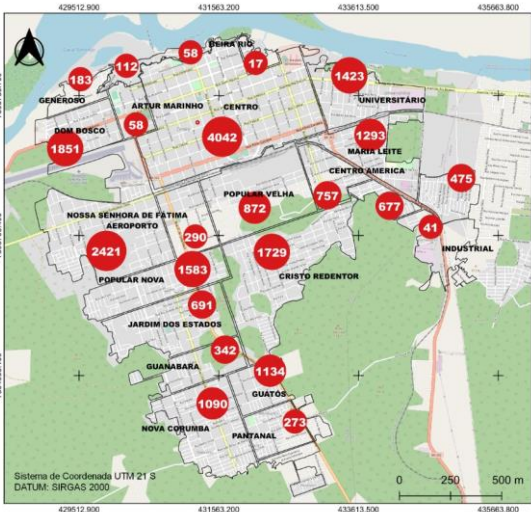 429512.900 431563.200 433613.500 435663.800
BEIRA RIO
58
17
112
183
1423
GENEROSO
ARTUR MARINHO
CENTRO
UNIVERSITÁRIO
DOM BOSCO
58
4042
1293
1851
MARIA LEITE
CENTRO AMERICA
475
POPULAR VELHA
757
872
677
NOSSA SENHORA DE FÁTIMA
AEROPORTO
290
41
2421
1729
INDUSTRIAL
1583
POPULAR NOVA
CRISTO REDENTOR
691
JARDIM DOS ESTADOS
342
GUANABARA
1134
GUATÓS
1090
273
NOVA CORUMBA
PANTANAL
Sistema de Coordenada UTM 21 S
DATUM: SIRGAS 2000
0 250 500 m
429512.900 431563.200 433613.500 435663.800